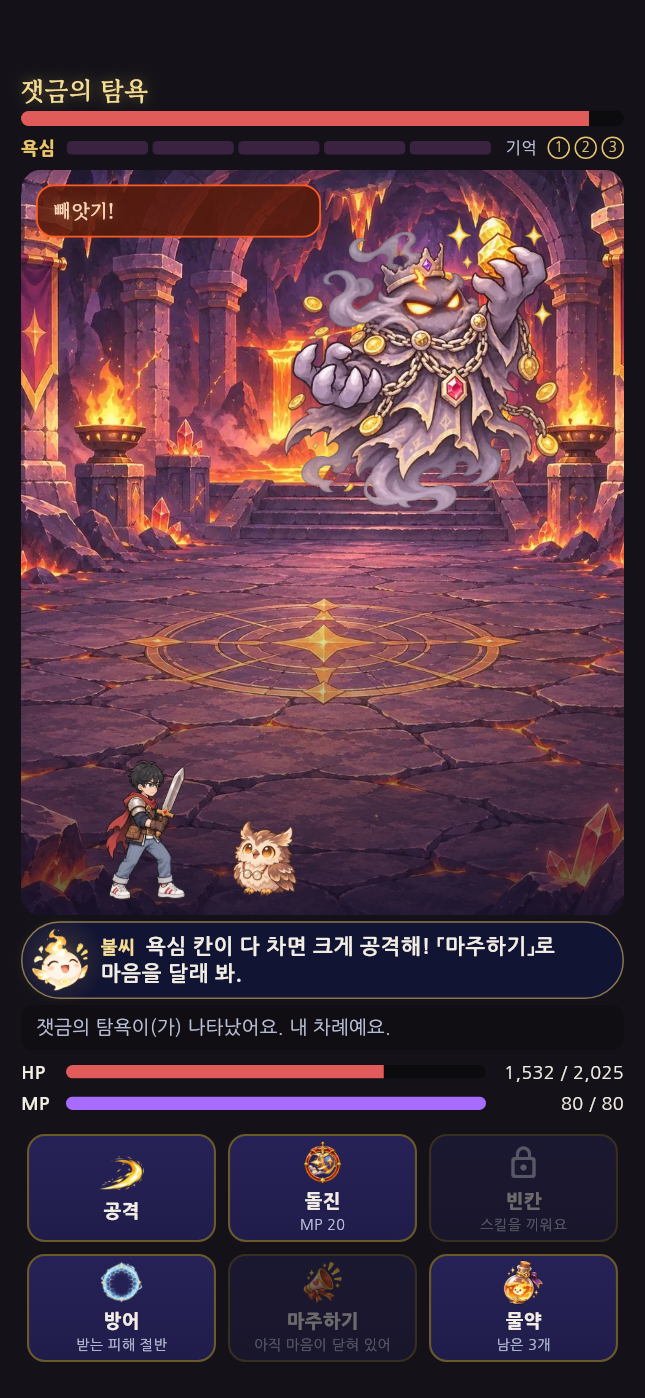 잿금의 탐욕
욕심
기억 1 2 3
빼앗기!
불씨 욕심 칸이 다 차면 크게 공격해! 「마주하기」로
마음을 달래 봐.
잿금의 탐욕이(가) 나타났어요. 내 차례예요.
HP 1,532 / 2,025
MP 80 / 80
공격
돌진
MP 20
빈칸
스킬을 끼워요
방어
받는 피해 절반
마주하기
아직 마음이 닫혀 있어
물약
남은 3개